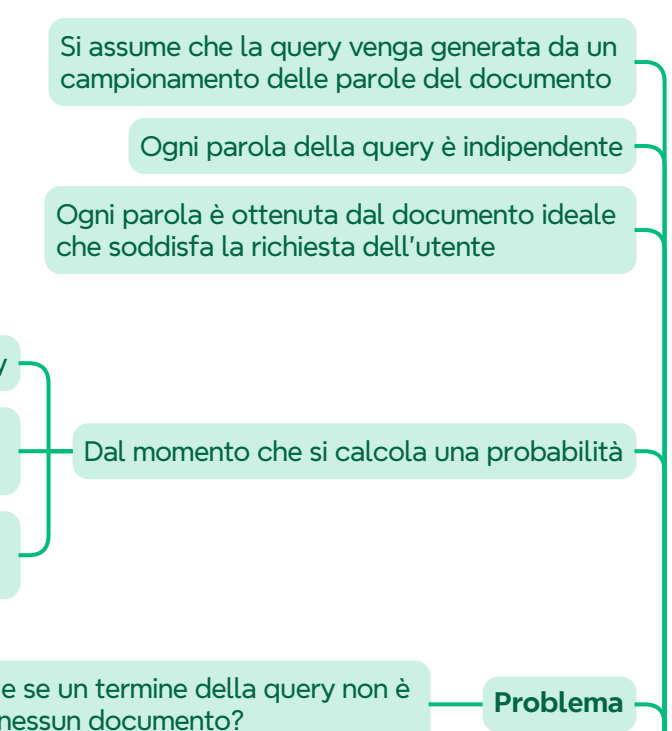 Si assume che la query venga generata da un
campionamento delle parole del documento
Ogni parola della query è indipendente
Ogni parola è ottenuta dal documento ideale
che soddisfa la richiesta dell'utente
y
Dal momento che si calcola una probabilità
e se un termine della query non è
nessun documento?
Problema